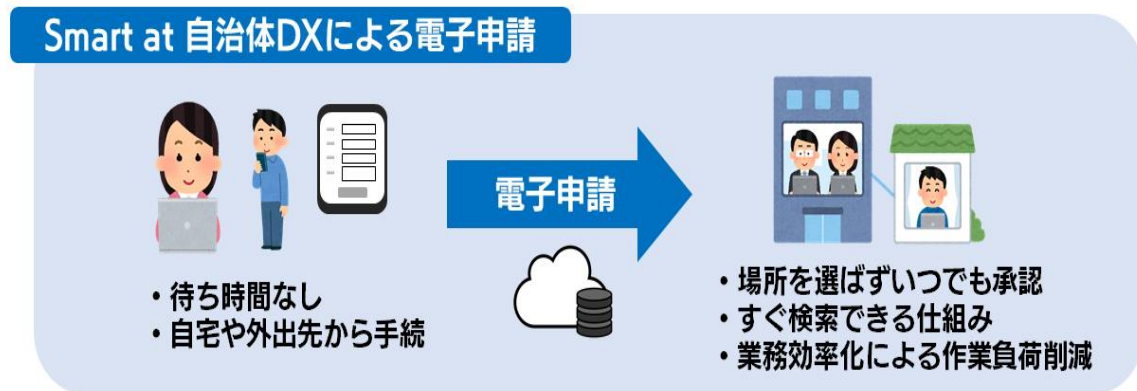 Smart at 自治体DXによる電子申請
電子申請
・待ち時間なし
・自宅や外出先から手続
・場所を選ばずいつでも承認
・すぐ検索できる仕組み
・業務効率化による作業負荷削減